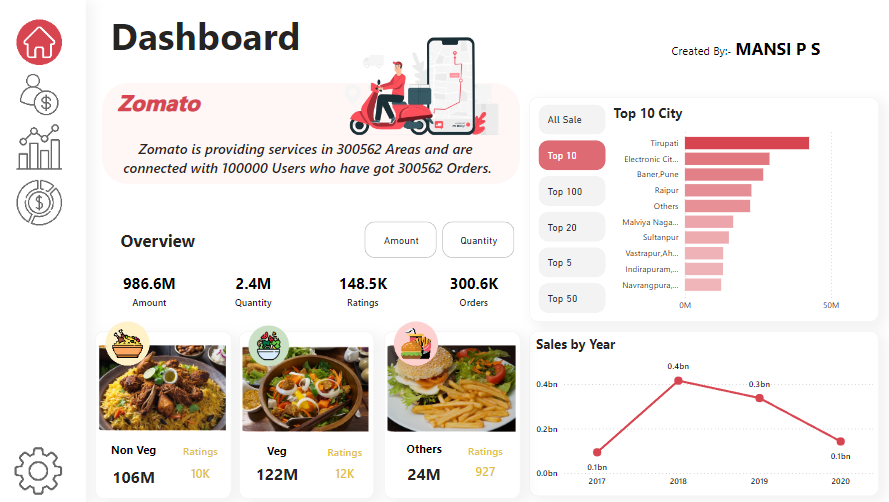 Dashboard
Created By:- MANSI P S
Zomato
Zomato is providing services in 300562 Areas and are
connected with 100000 Users who have got 300562 Orders.
Overview
Amount
Quantity
986.6M
Amount
2.4M
Quantity
148.5K
Ratings
300.6K
Orders
Non Veg
Ratings
106M
10K
Veg
Ratings
122M
12K
Others
Ratings
24M
927
All Sale
Top 10
Top 100
Top 20
Top 5
Top 50
Top 10 City
Tirupati
Electronic Cit...
Baner,Pune
Raipur
Others
Malviya Naga...
Sultanpur
Vastrapur,Ah...
Indirapuram,...
Navrangpura,...
0M
50M
Sales by Year
0.4bn
0.2bn
0.0bn
0.1bn
0.4bn
0.3bn
0.1bn
2017
2018
2019
2020